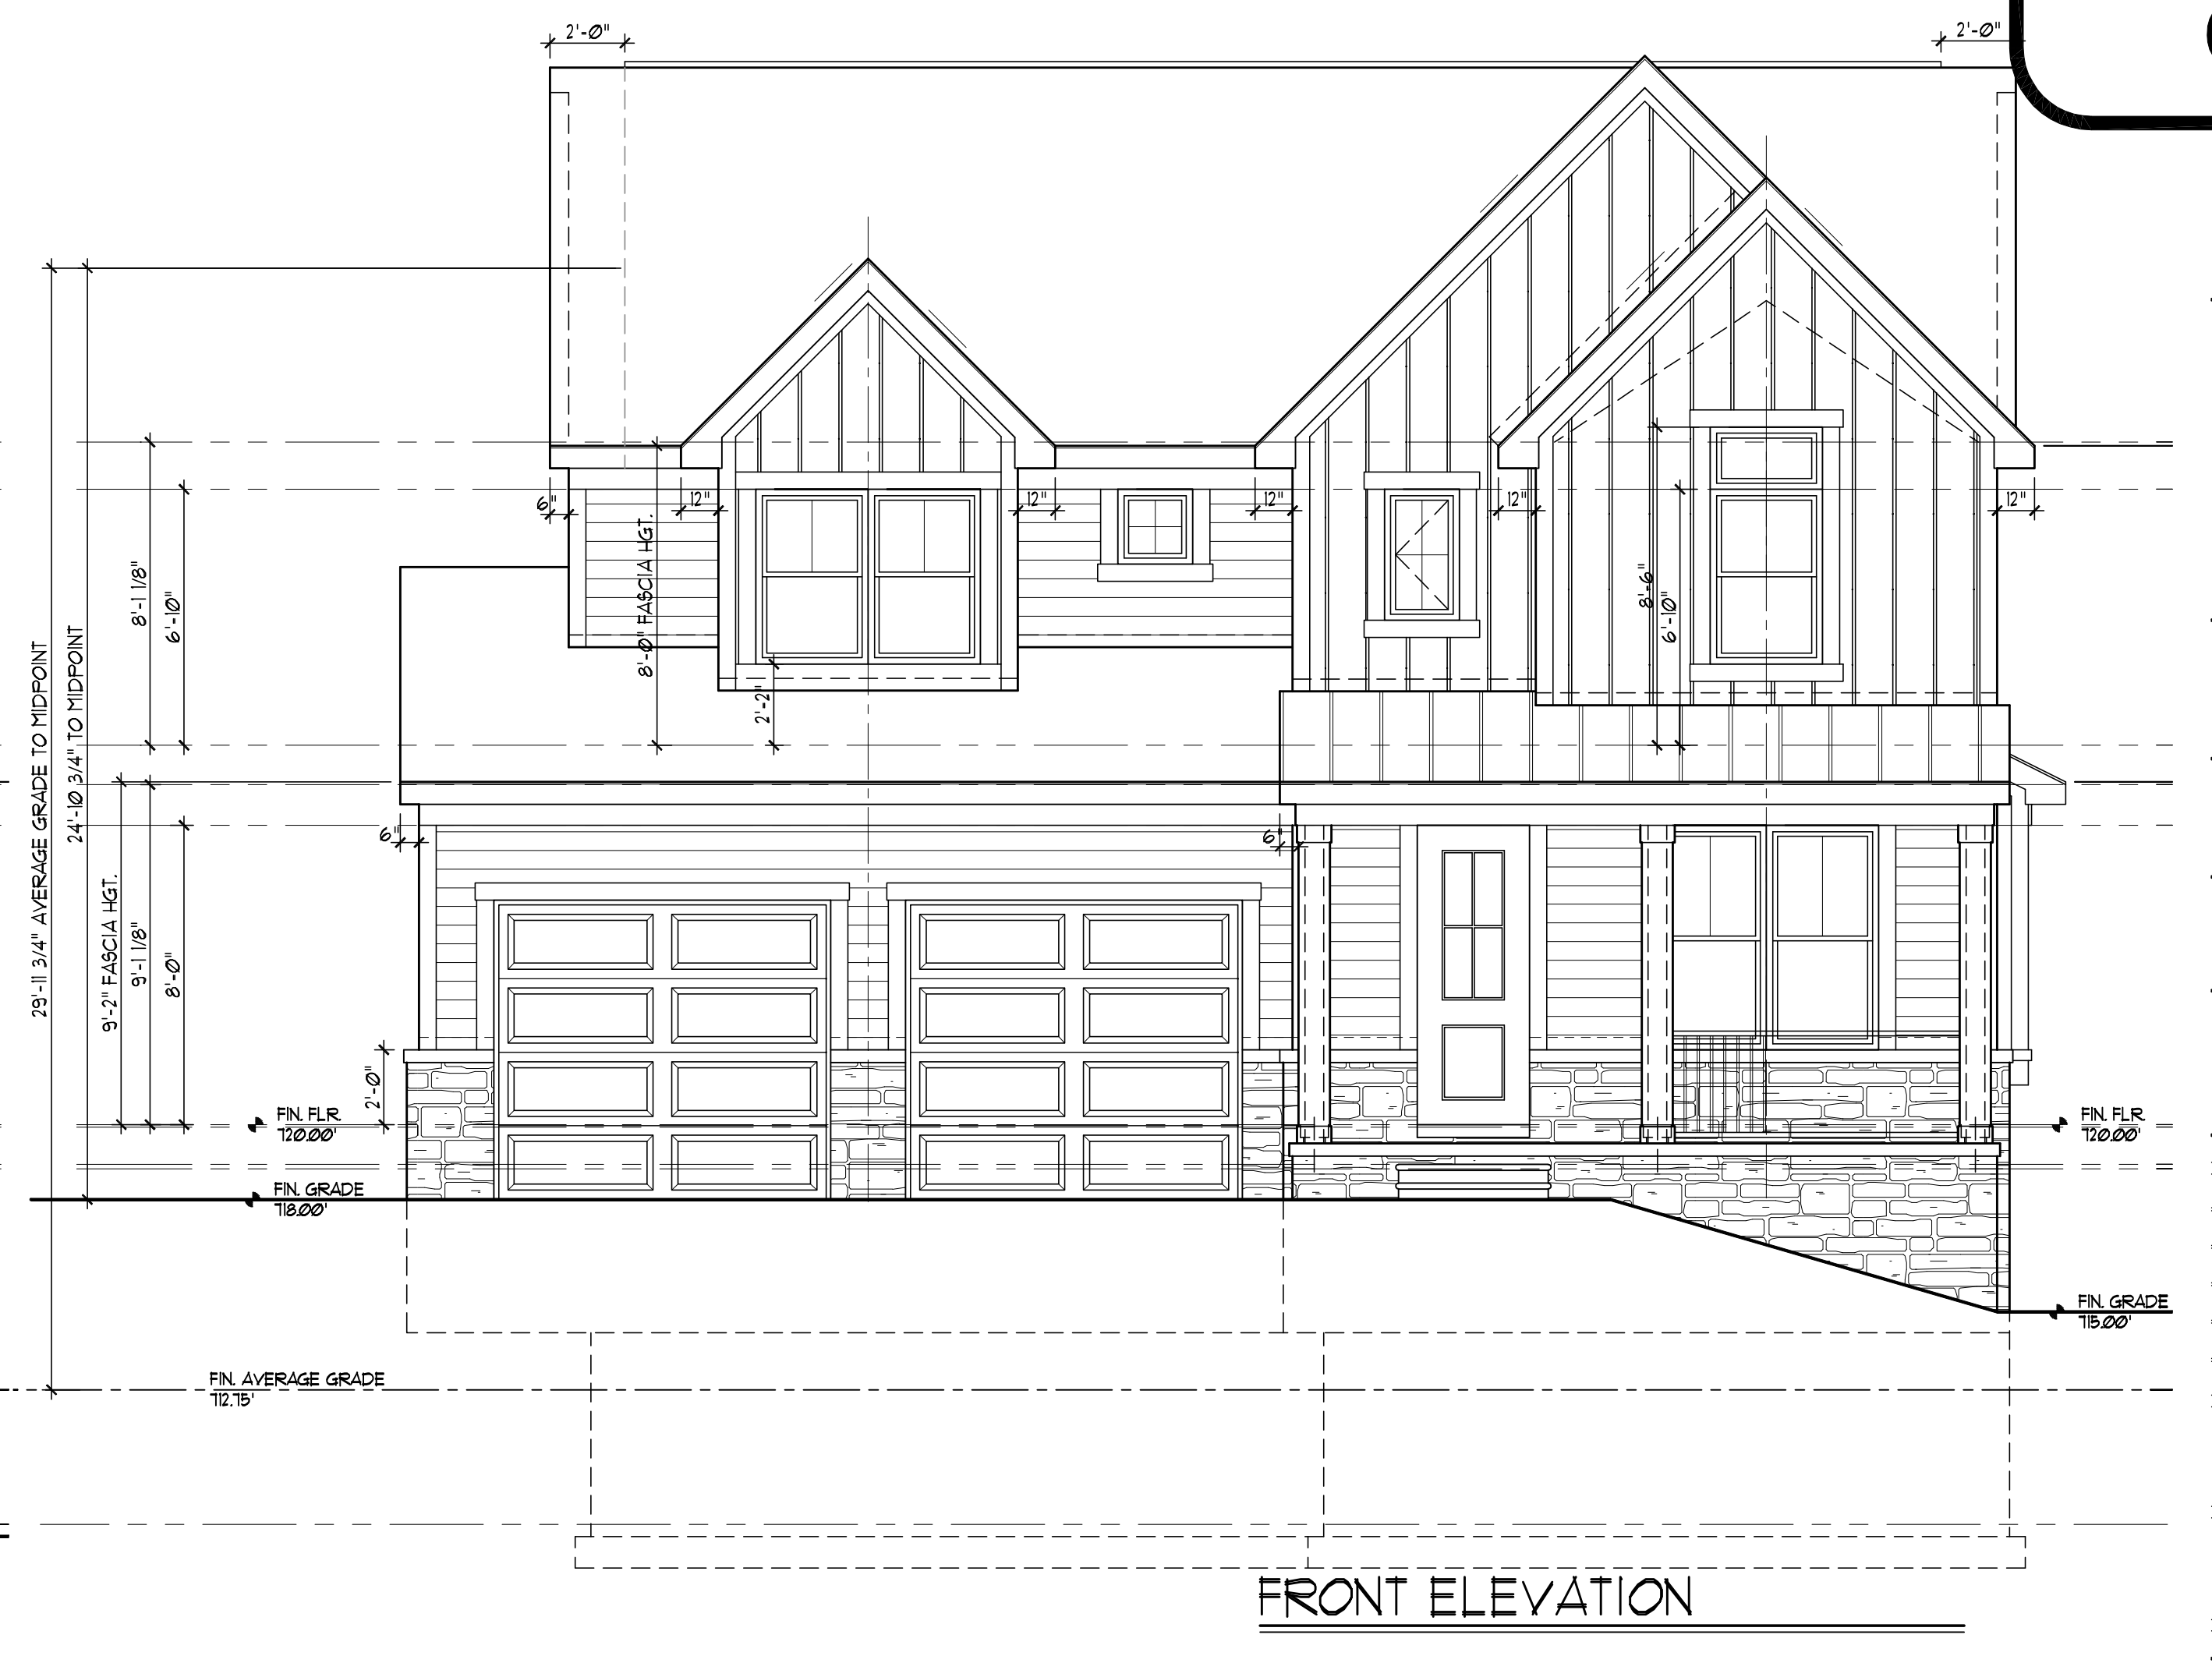 2'-0"
2'-0"
6"
12"
12"
12"
12"
12"
8'-0" FASCIA HGT.
8'-1 1/8"
6'-10"
8'-6"
6'-10"
2'-2"
29'-11 3/4" AVERAGE GRADE TO MIDPOINT
24'-10 3/4" TO MIDPOINT
9'-2" FASCIA HGT.
9'-1 1/8"
8'-0"
6"
6"
2'-0"
FIN. FLR.
720.00'
FIN. FLR.
720.00'
FIN. GRADE
718.00'
FIN. GRADE
715.00'
FIN. AVERAGE GRADE
712.75'
FRONT ELEVATION